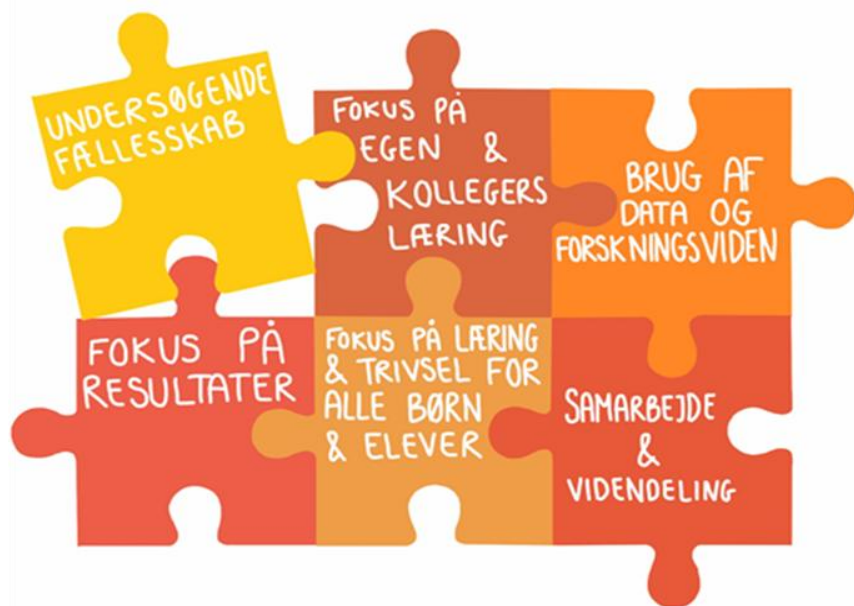 UNDERSØGENDE
FÆLLESSKAB
FOKUS PÅ
EGEN &
KOLLEGERS
LÆRING
BRUG AF
DATA OG
FORSKNINGSVIDEN
FOKUS PÅ
RESULTATER
FOKUS PÅ LÆRING
& TRIVSEL FOR
ALLE BØRN
& ELEVER
SAMARBEJDE
&
VIDENDELING